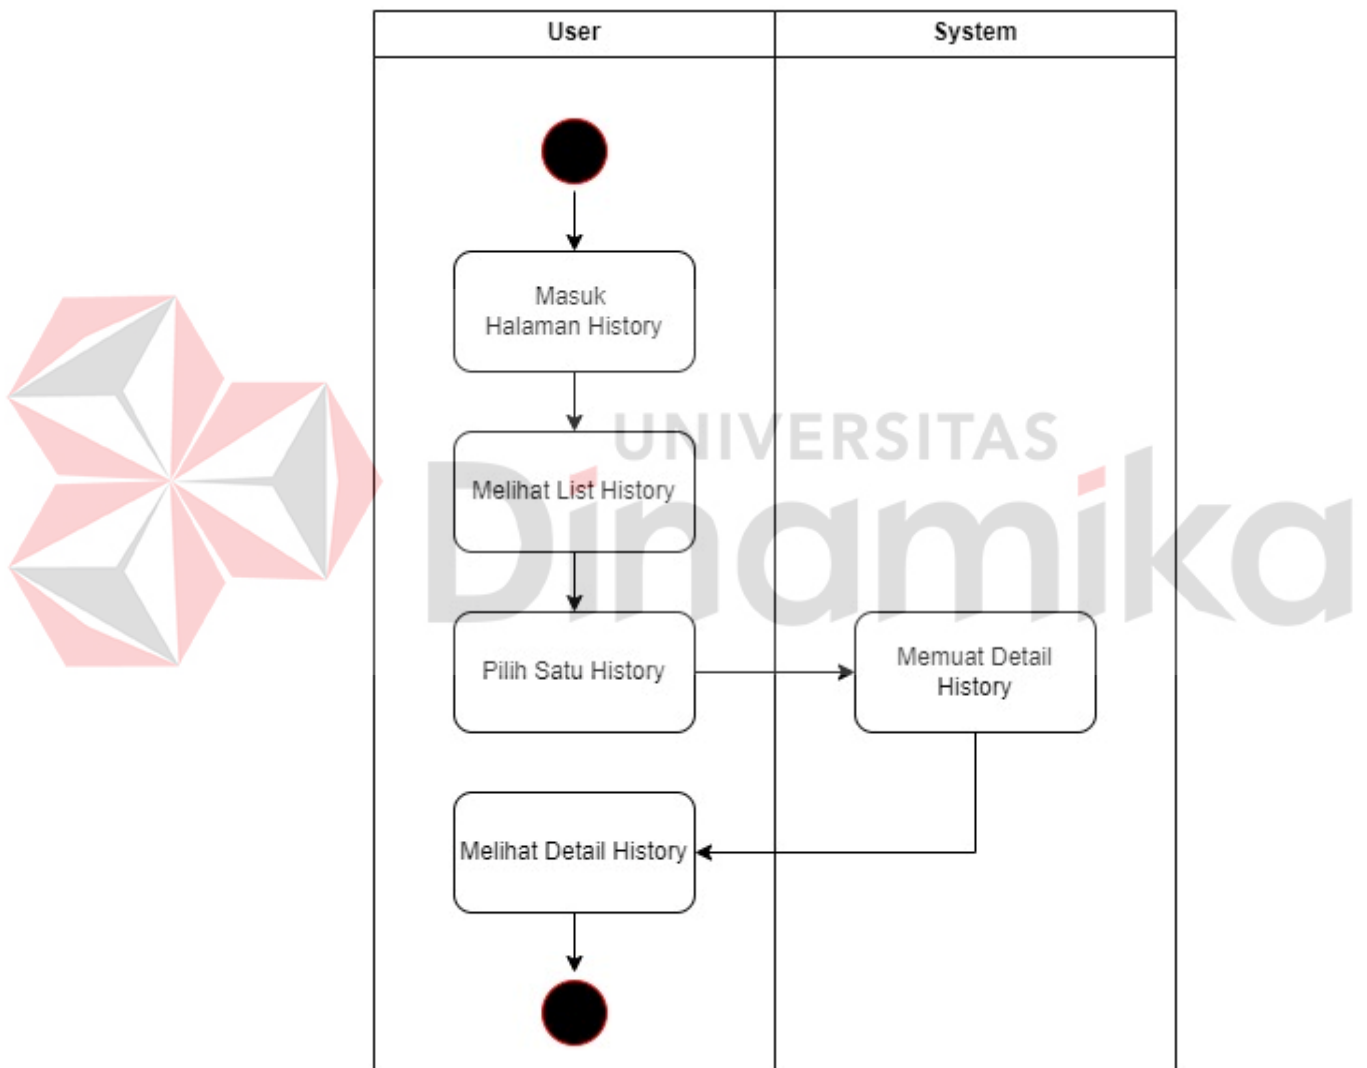 User
System
Masuk
Halaman History
UNIVERSITAS
Dinamika
Melihat List History
Pilih Satu History
Memuat Detail
History
Melihat Detail History